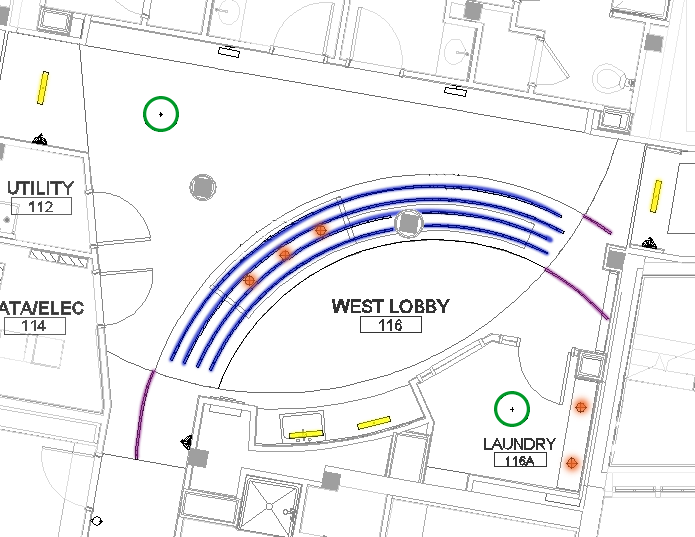 UTILITY
112
ATA/ELEC
114
WEST LOBBY
116
LAUNDRY
116A